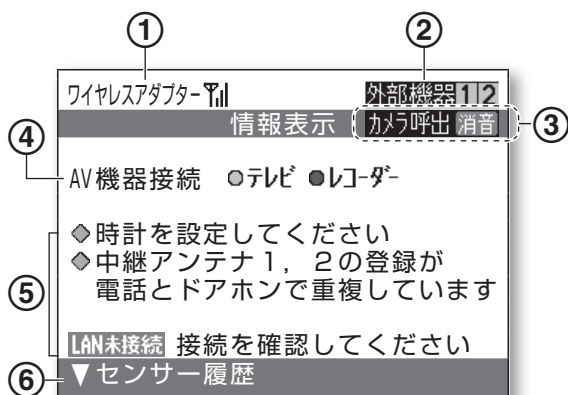 ① ②
ワイヤレスアダプター 外部機器 1 2
情報表示 カメラ呼出 消音 ③
④ AV機器接続 ●テレビ ●レコーダー
◆時計を設定してください
◆中継アンテナ1,2の登録が
⑤ 電話とドアホンで重複しています
LAN未接続 接続を確認してください
⑥ ▼センサー履歴